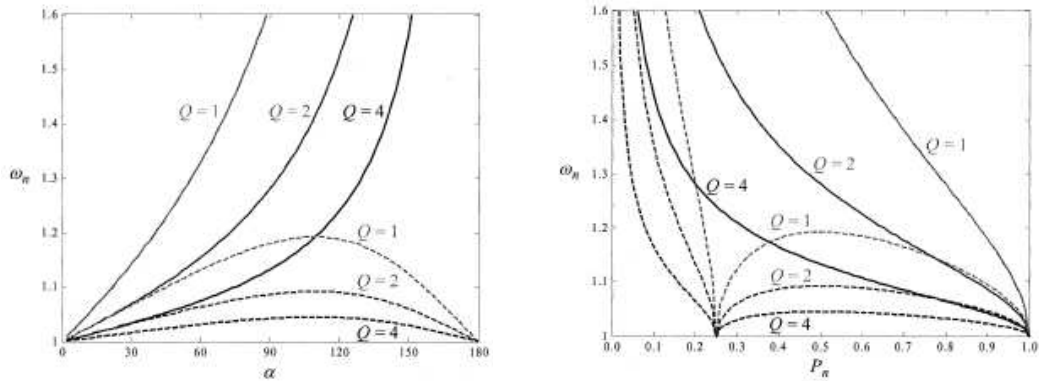 1.6
1.5
1.4
1.3
1.2
1.1
1
ωn
Q = 1
Q = 2
Q = 4
Q = 1
Q = 2
Q = 4
0 30 60 90 120 150 180
α
1.6
1.5
1.4
1.3
1.2
1.1
1
ωn
Q = 1
Q = 2
Q = 4
Q = 1
Q = 2
Q = 4
0.0 0.1 0.2 0.3 0.4 0.5 0.6 0.7 0.8 0.9 1.0
Pn